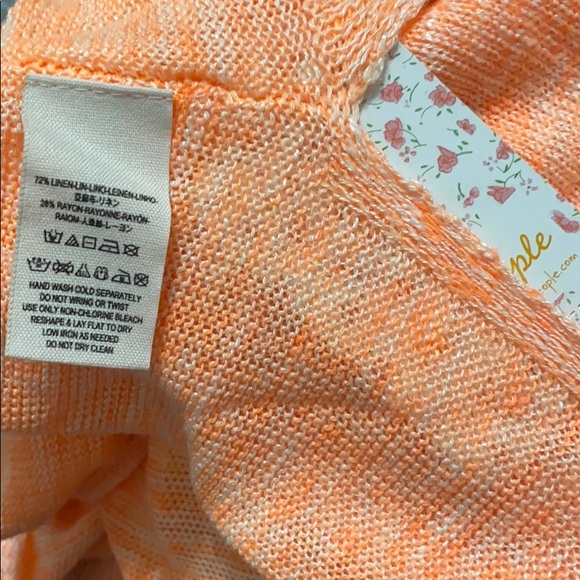 72% LINEN-LIN-LINO-LEINEN-LINHO-
亞麻布-リネン
28% RAYON-RAYONNE-RAYÓN-
RAIOM-人造絲-レーヨン
HAND WASH COLD SEPARATELY
DO NOT WRING OR TWIST
USE ONLY NON-CHLORINE BLEACH
RESHAPE & LAY FLAT TO DRY
LOW IRON AS NEEDED
DO NOT DRY CLEAN
ple
ople.com